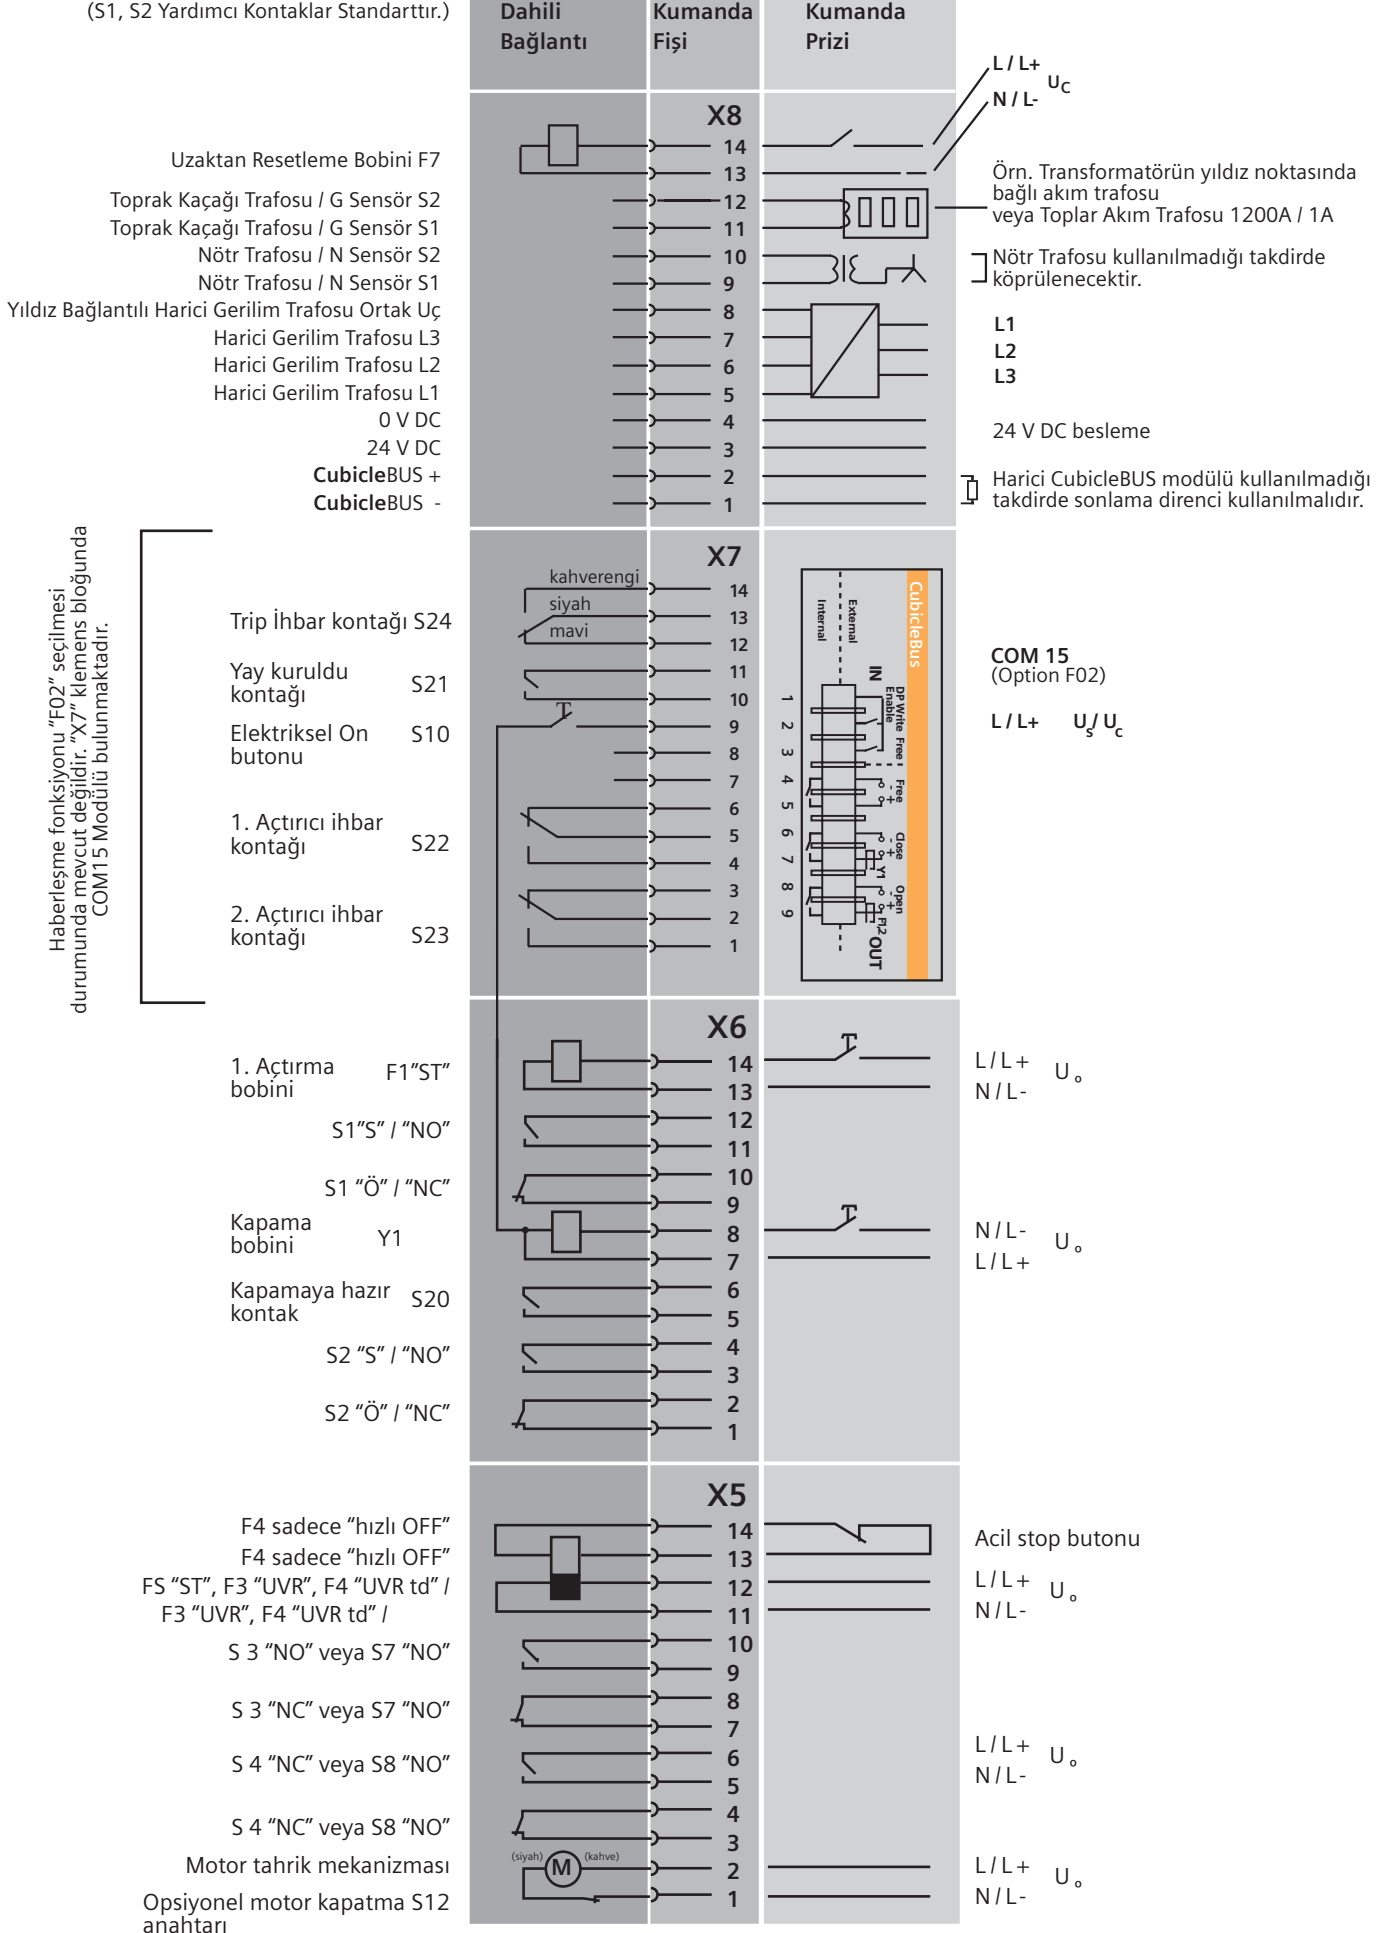 (S1, S2 Yardımcı Kontaklar Standarttır.)
Dahili
Bağlantı
Kumanda
Fişi
Kumanda
Prizi
L / L+
N / L-
UC
X8
Uzaktan Resetleme Bobini F7
14
13
Toprak Kaçağı Trafosu / G Sensör S2
12
Toprak Kaçağı Trafosu / G Sensör S1
11
Örn. Transformatörün yıldız noktasında
bağlı akım trafosu
veya Toplar Akım Trafosu 1200A / 1A
Nötr Trafosu / N Sensör S2
10
Nötr Trafosu / N Sensör S1
9
Nötr Trafosu kullanılmadığı takdirde
köprülenecektir.
Yıldız Bağlantılı Harici Gerilim Trafosu Ortak Uç
8
Harici Gerilim Trafosu L3
7
Harici Gerilim Trafosu L2
6
Harici Gerilim Trafosu L1
5
L1
L2
L3
0 V DC
4
24 V DC
3
24 V DC besleme
CubicleBUS +
2
CubicleBUS -
1
Harici CubicleBUS modülü kullanılmadığı
takdirde sonlama direnci kullanılmalıdır.
Haberleşme fonksiyonu "F02" seçilmesi
durumunda mevcut değildir. "X7" klemens bloğunda
COM15 Modülü bulunmaktadır.
X7
kahverengi
14
siyah
13
mavi
12
Trip İhbar kontağı S24
11
10
Yay kuruldu
kontağı
S21
9
Elektriksel On
butonu
S10
8
7
6
5
4
1. Açtırıcı ihbar
kontağı
S22
3
2
1
2. Açtırıcı ihbar
kontağı
S23
CubicleBus
External
Internal
IN
DP Write
Enable
Free
Free
- +
Close
- +
Y1
Open
- +
F1,2
OUT
1
2
3
4
5
6
7
8
9
COM 15
(Option F02)
L / L+
Us/ Uc
X6
1. Açtırma
bobini
F1"ST"
14
13
L / L +
N / L -
U o
S1"S" / "NO"
12
11
S1 "Ö" / "NC"
10
9
Kapama
bobini
Y1
8
7
N / L -
L / L +
U o
Kapamaya hazır
kontak
S20
6
5
S2 "S" / "NO"
4
3
S2 "Ö" / "NC"
2
1
X5
F4 sadece "hızlı OFF"
14
F4 sadece "hızlı OFF"
13
Acil stop butonu
FS "ST", F3 "UVR", F4 "UVR td" /
12
F3 "UVR", F4 "UVR td" /
11
L / L +
N / L -
U o
S 3 "NO" veya S7 "NO"
10
9
S 3 "NC" veya S7 "NO"
8
7
S 4 "NC" veya S8 "NO"
6
5
L / L +
N / L -
U o
S 4 "NC" veya S8 "NO"
4
3
Motor tahrik mekanizması
(siyah)
M
(kahve)
2
Opsiyonel motor kapatma S12
anahtarı
1
L / L +
N / L -
U o